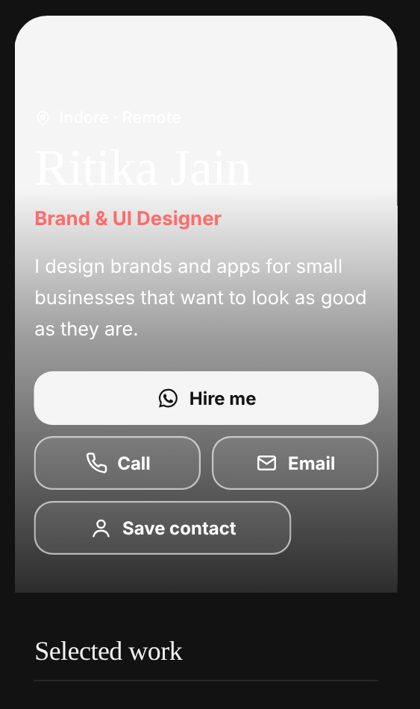 Indore · Remote
Ritika Jain
Brand & UI Designer
I design brands and apps for small
businesses that want to look as good
as they are.
Hire me
Call
Email
Save contact
Selected work